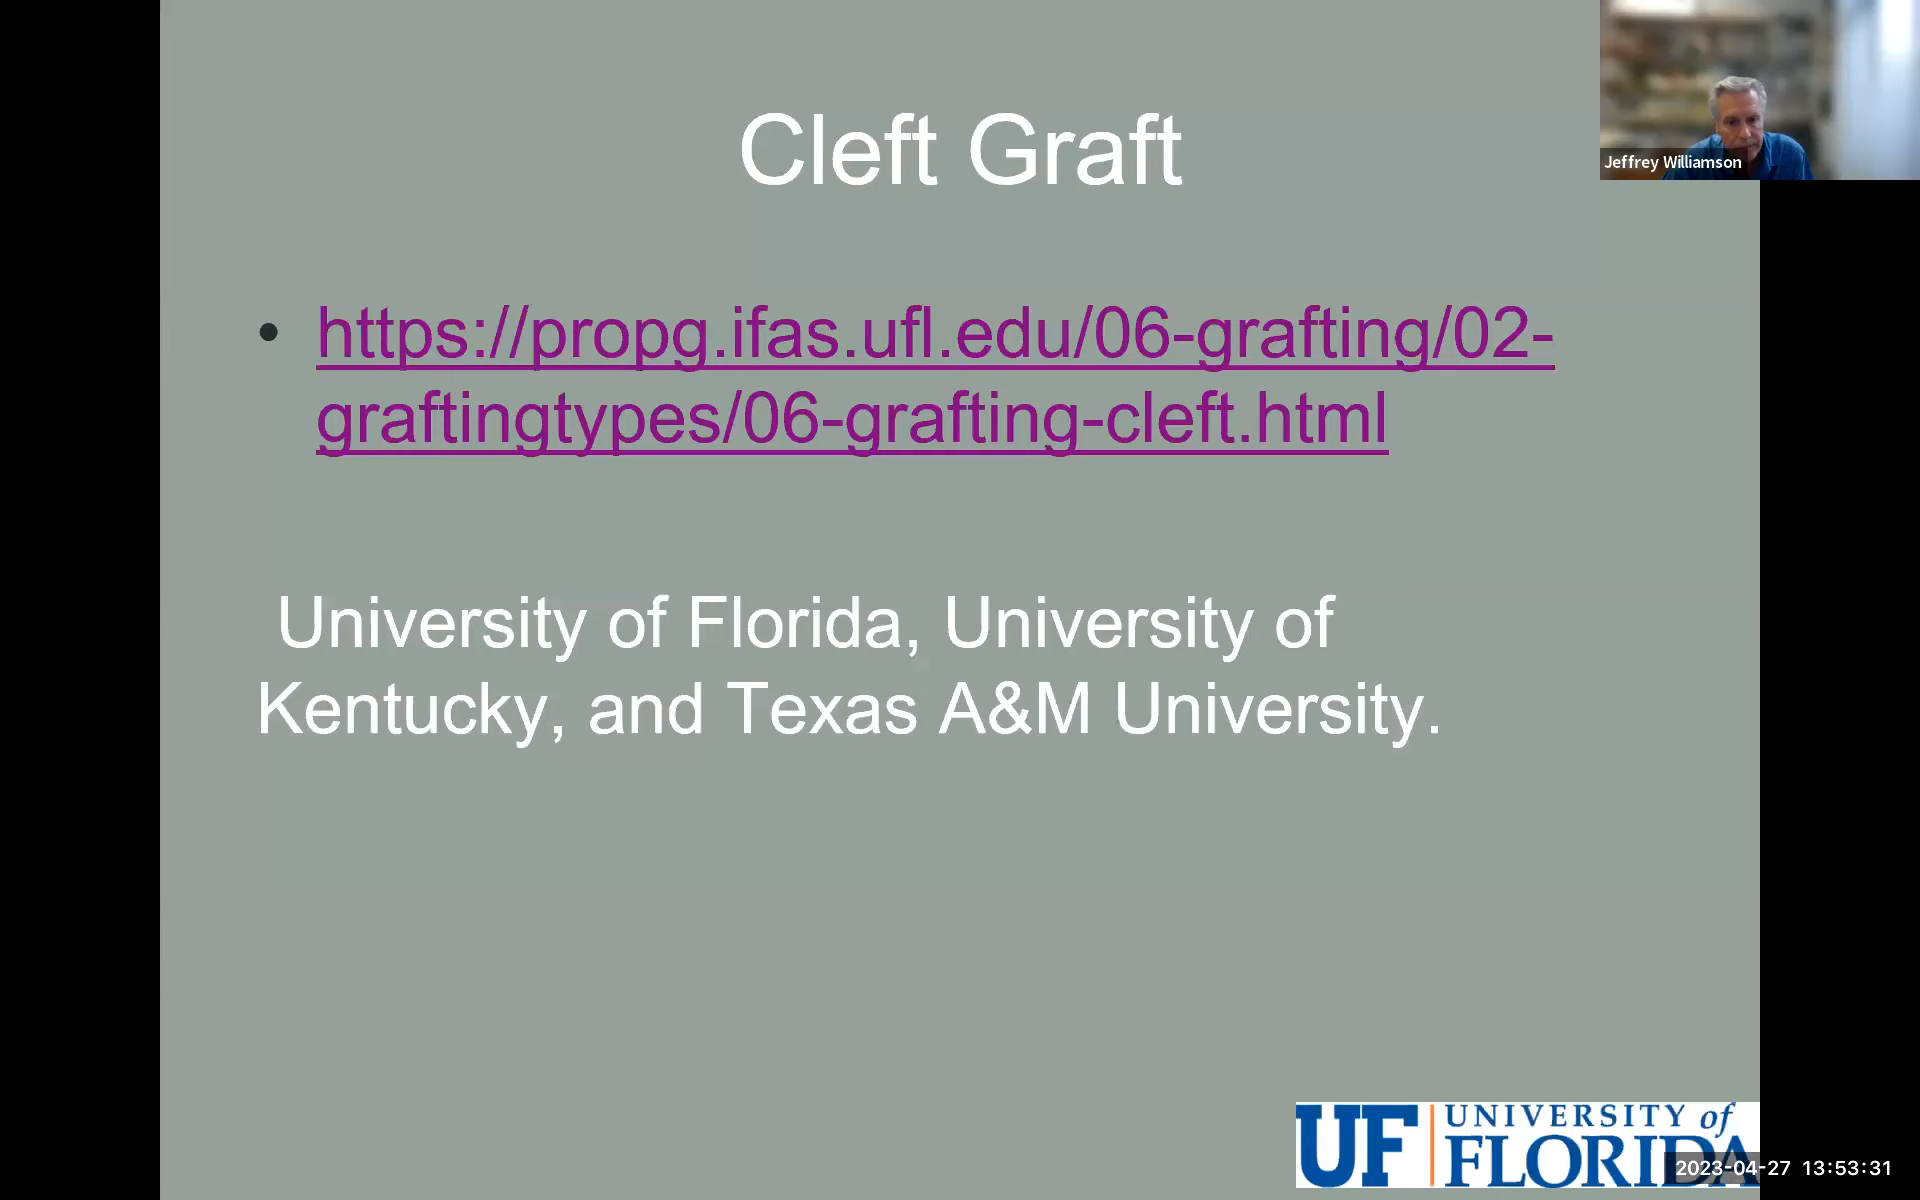 Cleft Graft
Jeffrey Williamson
• https://propg.ifas.ufl.edu/06-grafting/02-
graftingtypes/06-grafting-cleft.html
University of Florida, University of
Kentucky, and Texas A&M University.
UF UNIVERSITY of
FLORIDA
2023-04-27 13:53:31